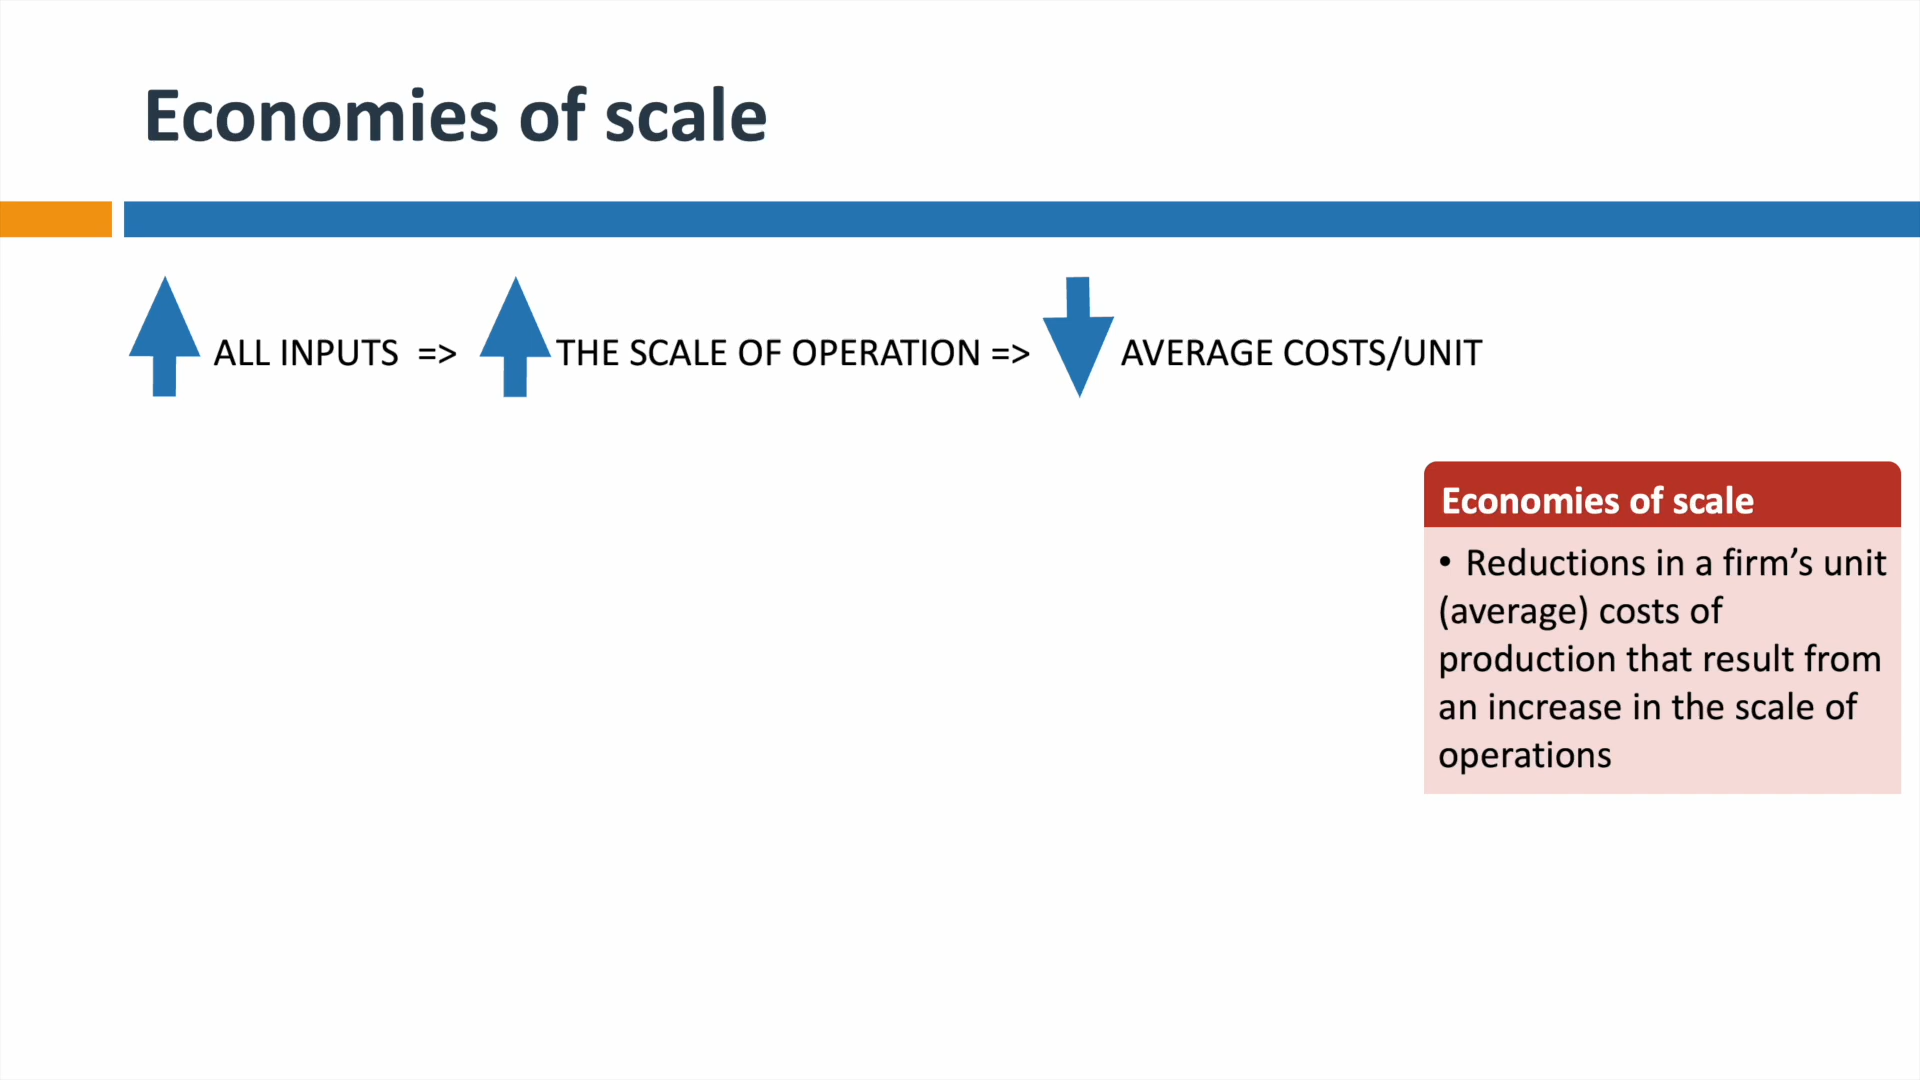 Economies of scale
ALL INPUTS => THE SCALE OF OPERATION => AVERAGE COSTS/UNIT
Economies of scale
• Reductions in a firm’s unit
(average) costs of
production that result from
an increase in the scale of
operations